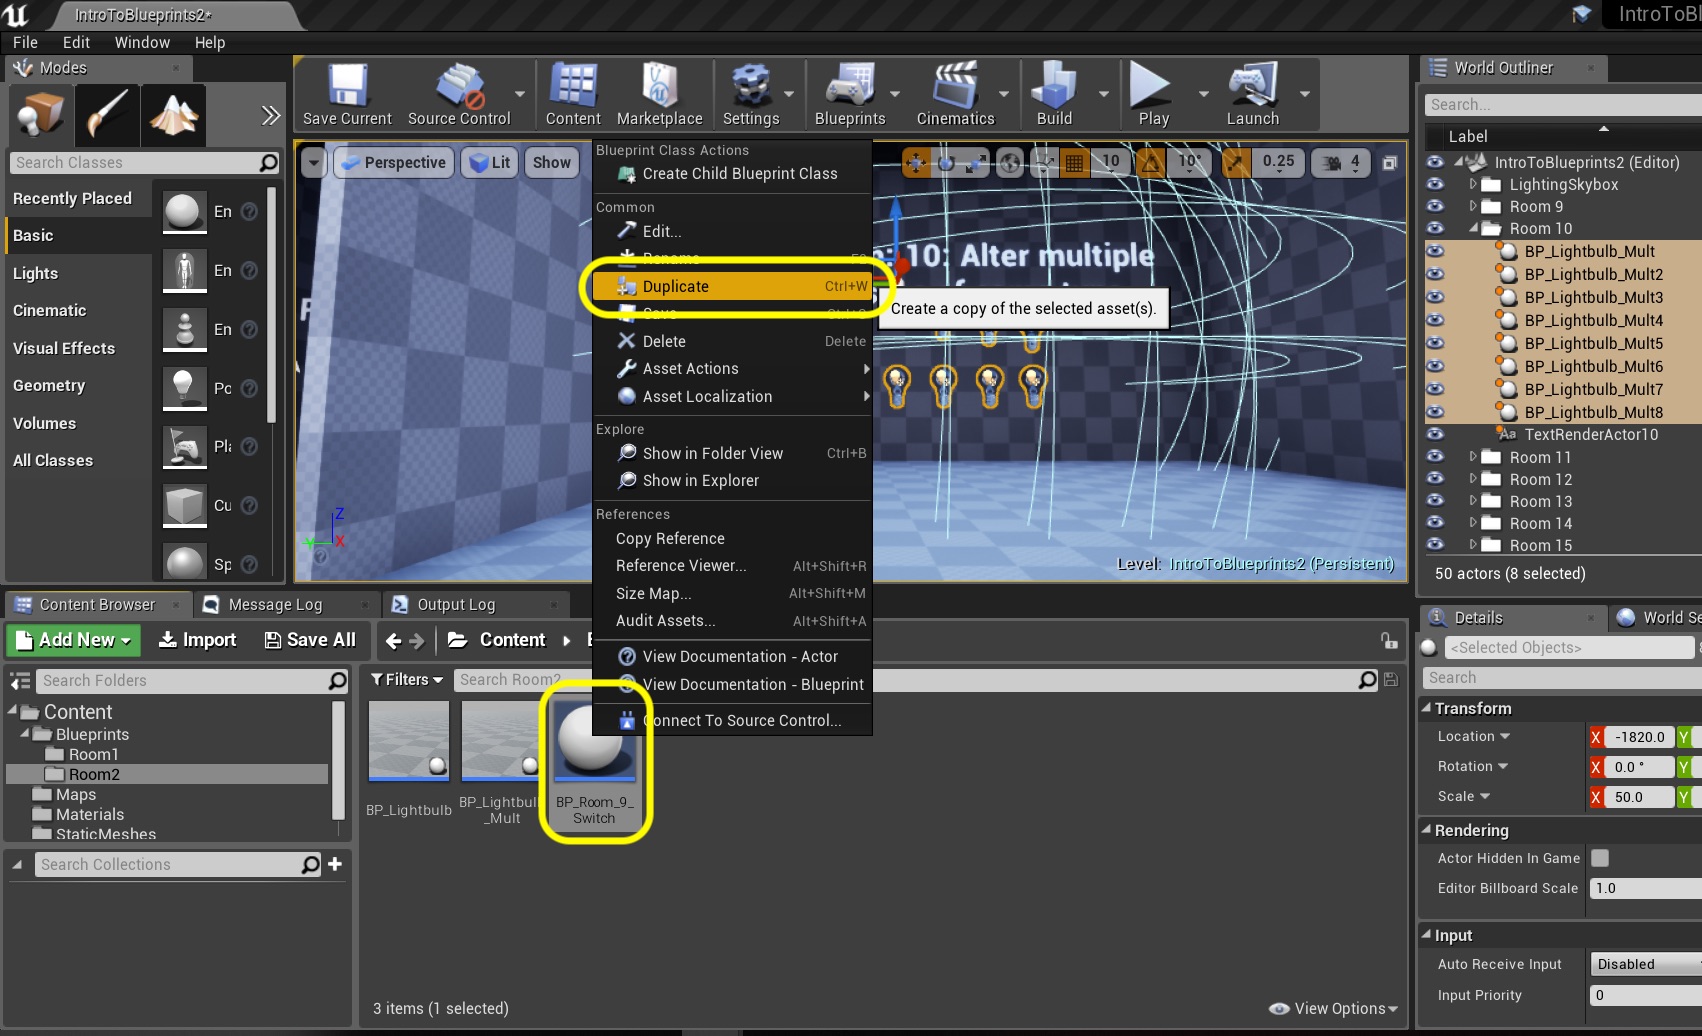 IntroToBlueprints2*
IntroToBl
File Edit Window Help
Modes
Save Current
Source Control
Content
Marketplace
Settings
Blueprints
Cinematics
Build
Play
Launch
World Outliner
Search...
Label
Search Classes
Recently Placed
Basic
Lights
Cinematic
Visual Effects
Geometry
Volumes
All Classes
En
En
En
Po
Pl
Cu
Sp
Perspective
Lit
Show
10
10°
0.25
4
: 10: Alter multiple
Z
X
Level: IntroToBlueprints2 (Persistent)
Blueprint Class Actions
Create Child Blueprint Class
Common
Edit...
Rename F2
Duplicate Ctrl+W
Create a copy of the selected asset(s).
Save Ctrl+S
Delete Delete
Asset Actions
Asset Localization
Explore
Show in Folder View Ctrl+B
Show in Explorer
References
Copy Reference
Reference Viewer... Alt+Shift+R
Size Map... Alt+Shift+M
Audit Assets... Alt+Shift+A
View Documentation - Actor
View Documentation - Blueprint
Connect To Source Control...
IntroToBlueprints2 (Editor)
LightingSkybox
Room 9
Room 10
BP_Lightbulb_Mult
BP_Lightbulb_Mult2
BP_Lightbulb_Mult3
BP_Lightbulb_Mult4
BP_Lightbulb_Mult5
BP_Lightbulb_Mult6
BP_Lightbulb_Mult7
BP_Lightbulb_Mult8
Aa TextRenderActor10
Room 11
Room 12
Room 13
Room 14
Room 15
50 actors (8 selected)
Content Browser
Message Log
Output Log
Add New
Import
Save All
Content
Search Folders
Content
Blueprints
Room1
Room2
Maps
Materials
StaticMeshes
Search Collections
Filters
Search Room2
BP_Lightbulb
BP_Lightbul
_Mult
BP_Room_9_
Switch
3 items (1 selected)
View Options
Details
World Se
<Selected Objects>
Search
Transform
Location X -1820.0 Y
Rotation X 0.0 ° Y
Scale X 50.0 Y
Rendering
Actor Hidden In Game
Editor Billboard Scale 1.0
Input
Auto Receive Input Disabled
Input Priority 0